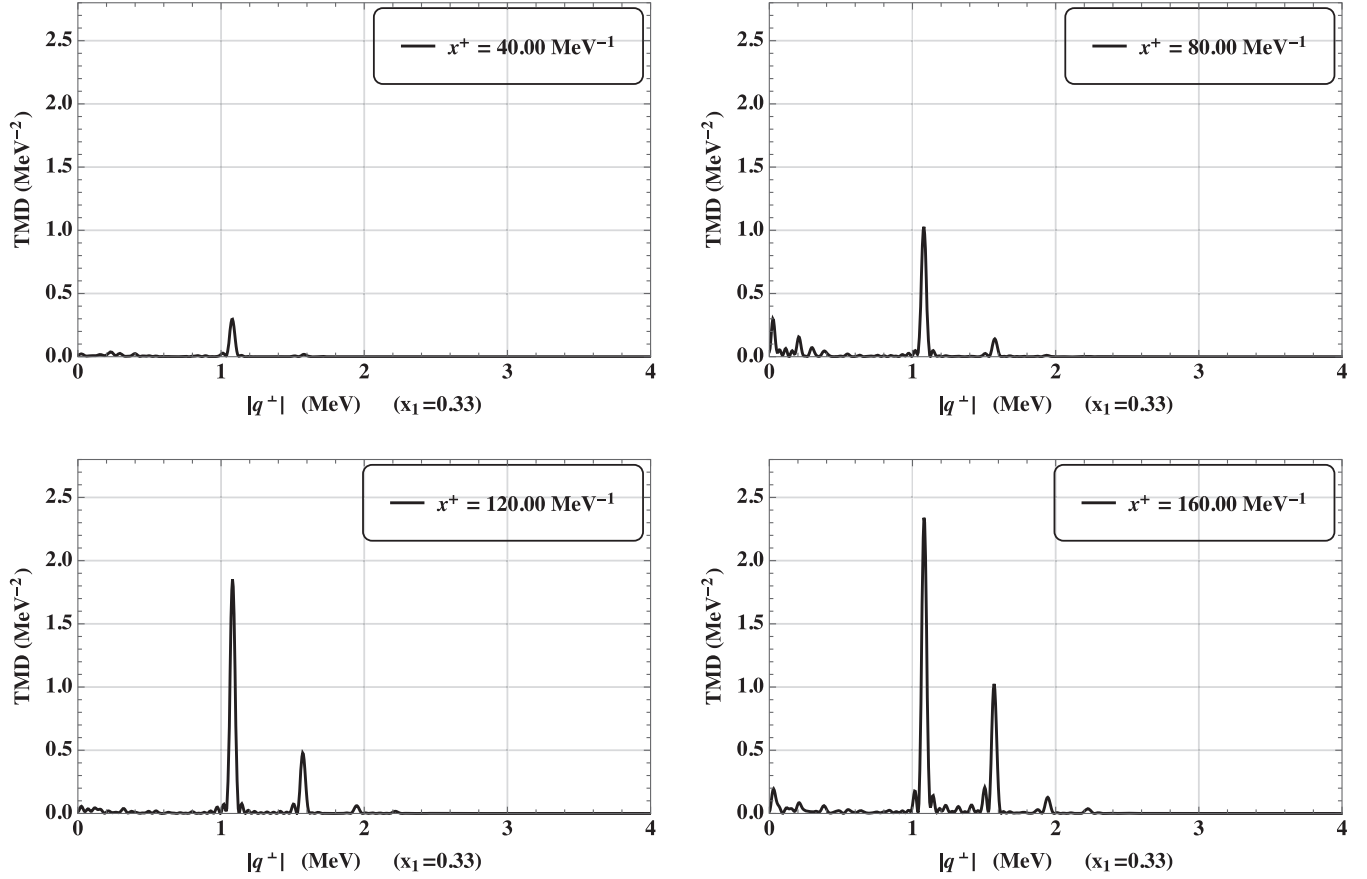 x⁺ = 40.00 MeV⁻¹
TMD (MeV⁻²)
2.5
2.0
1.5
1.0
0.5
0.0
0 1 2 3 4
|q^⊥| (MeV) (x₁=0.33)
x⁺ = 80.00 MeV⁻¹
TMD (MeV⁻²)
2.5
2.0
1.5
1.0
0.5
0.0
0 1 2 3 4
|q^⊥| (MeV) (x₁=0.33)
x⁺ = 120.00 MeV⁻¹
TMD (MeV⁻²)
2.5
2.0
1.5
1.0
0.5
0.0
0 1 2 3 4
|q^⊥| (MeV) (x₁=0.33)
x⁺ = 160.00 MeV⁻¹
TMD (MeV⁻²)
2.5
2.0
1.5
1.0
0.5
0.0
0 1 2 3 4
|q^⊥| (MeV) (x₁=0.33)